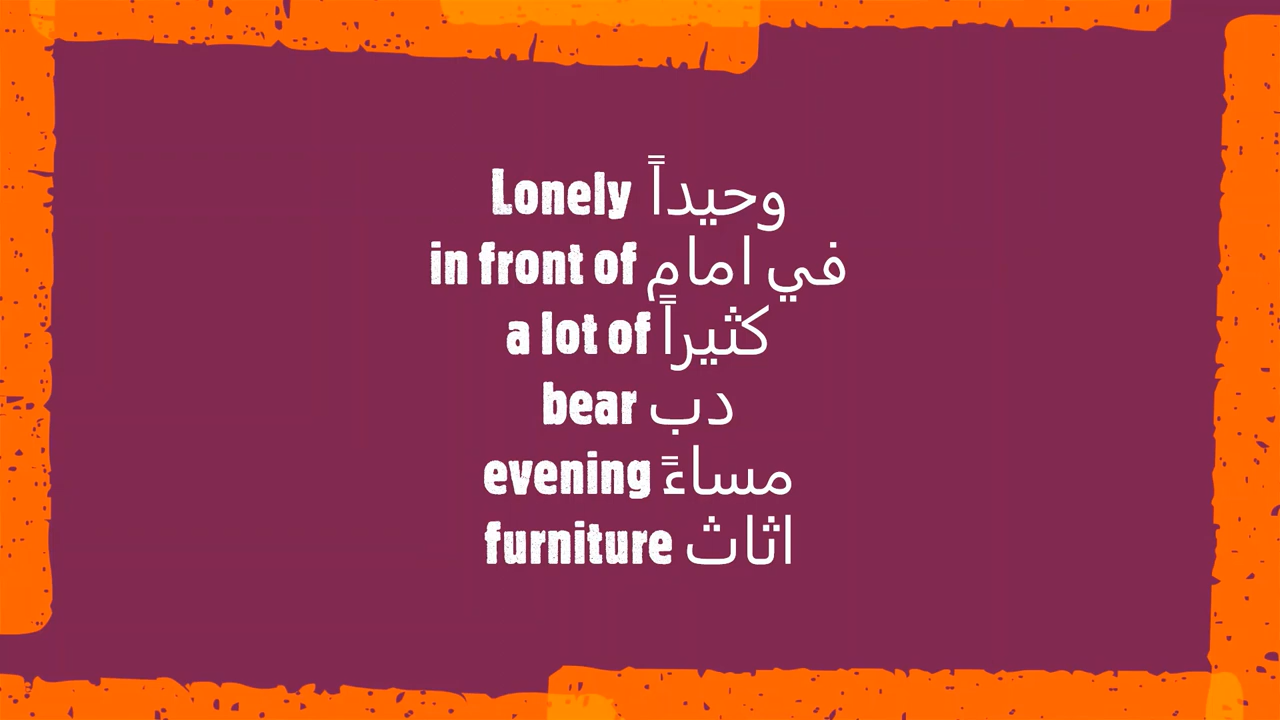 Lonely وحيداً
in front of في امام
a lot of كثيراً
bear دب
evening مساءً
furniture اثاث